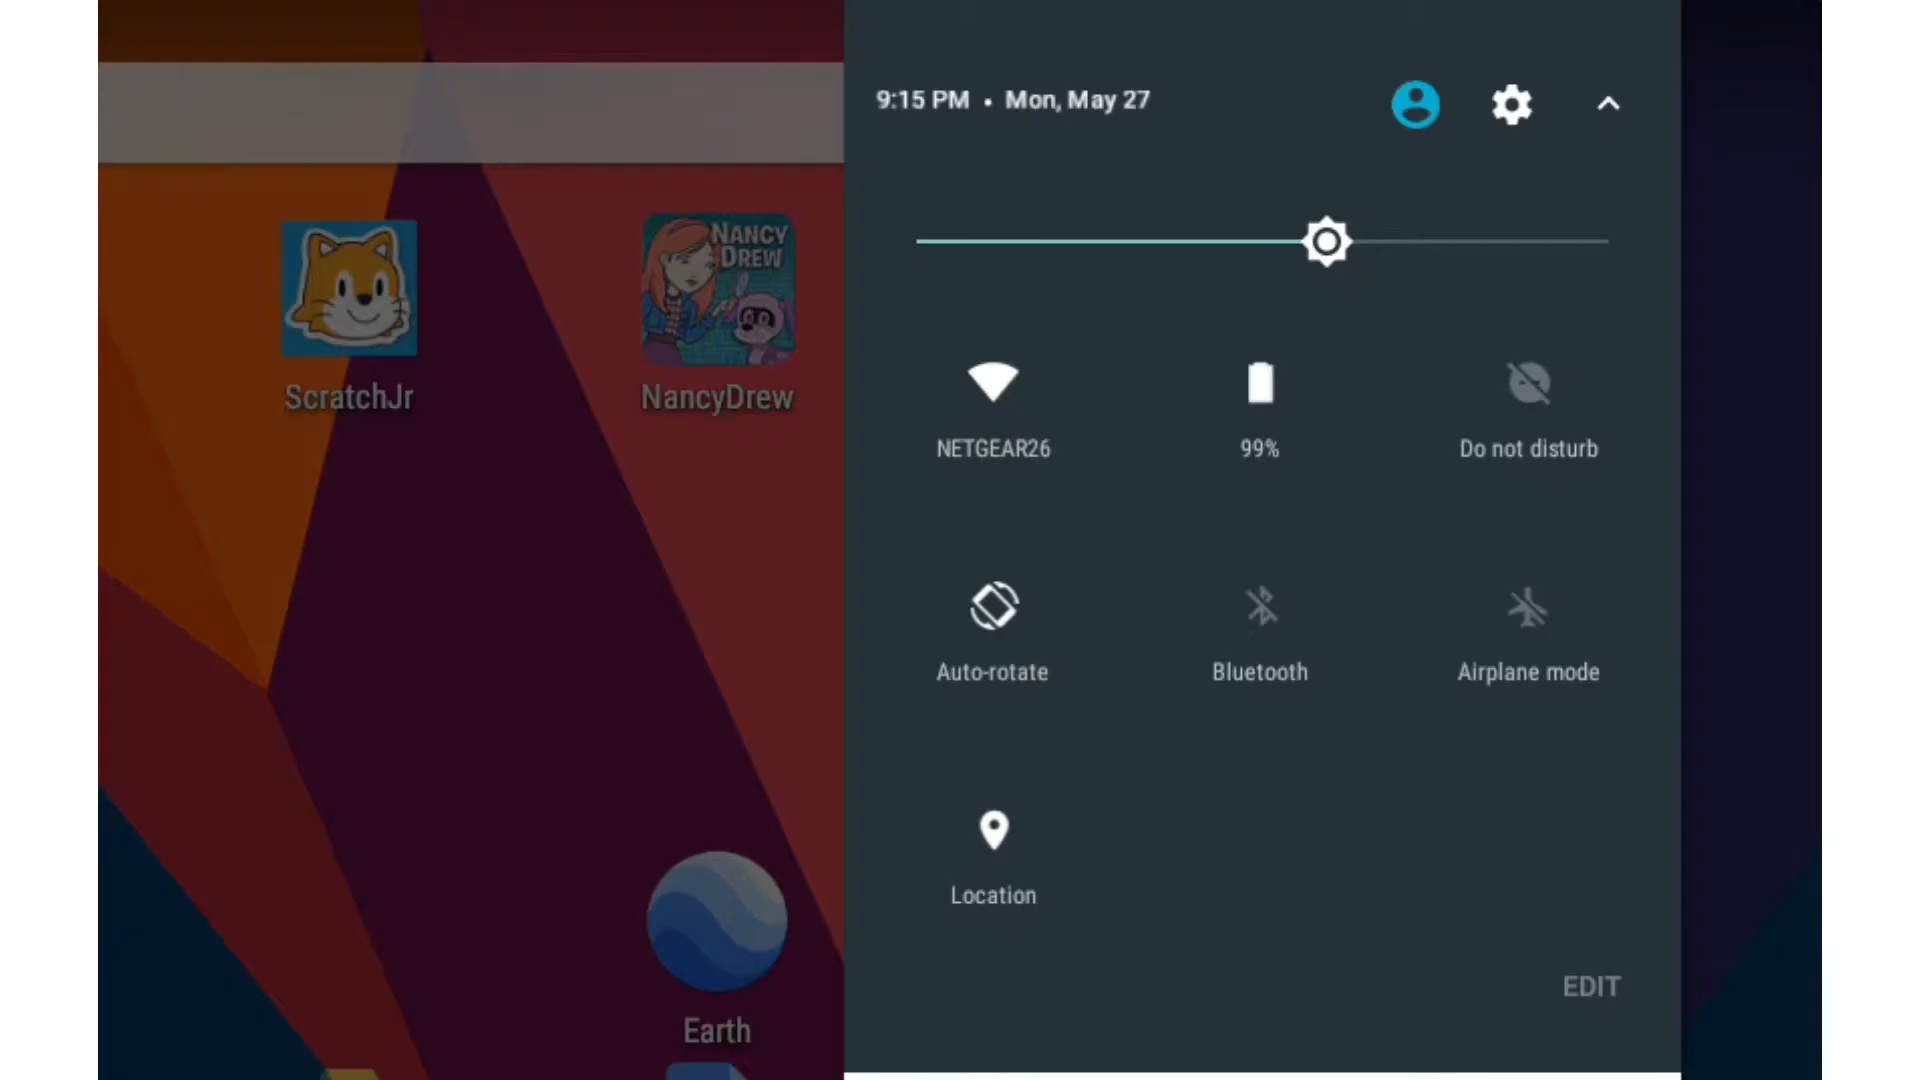 9:15 PM • Mon, May 27
NANCY
DREW
ScratchJr
NancyDrew
NETGEAR26
99%
Do not disturb
Auto-rotate
Bluetooth
Airplane mode
Location
EDIT
Earth